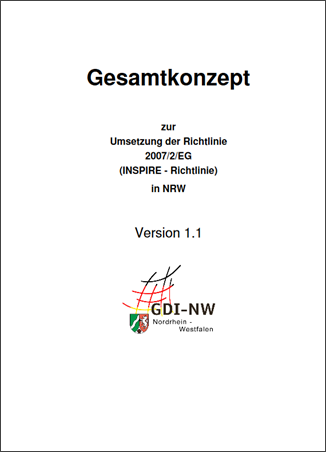 Gesamtkonzept
zur
Umsetzung der Richtlinie
2007/2/EG
(INSPIRE - Richtlinie)
in NRW
Version 1.1
GDI-NW
Nordrhein -
Westfalen